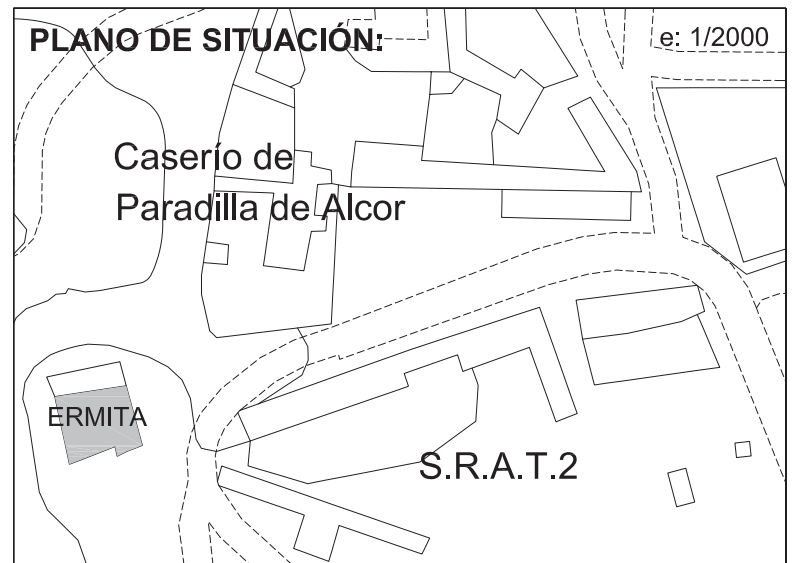 PLANO DE SITUACIÓN:
e: 1/2000
Caserío de
Paradilla de Alcor
ERMITA
S.R.A.T.2